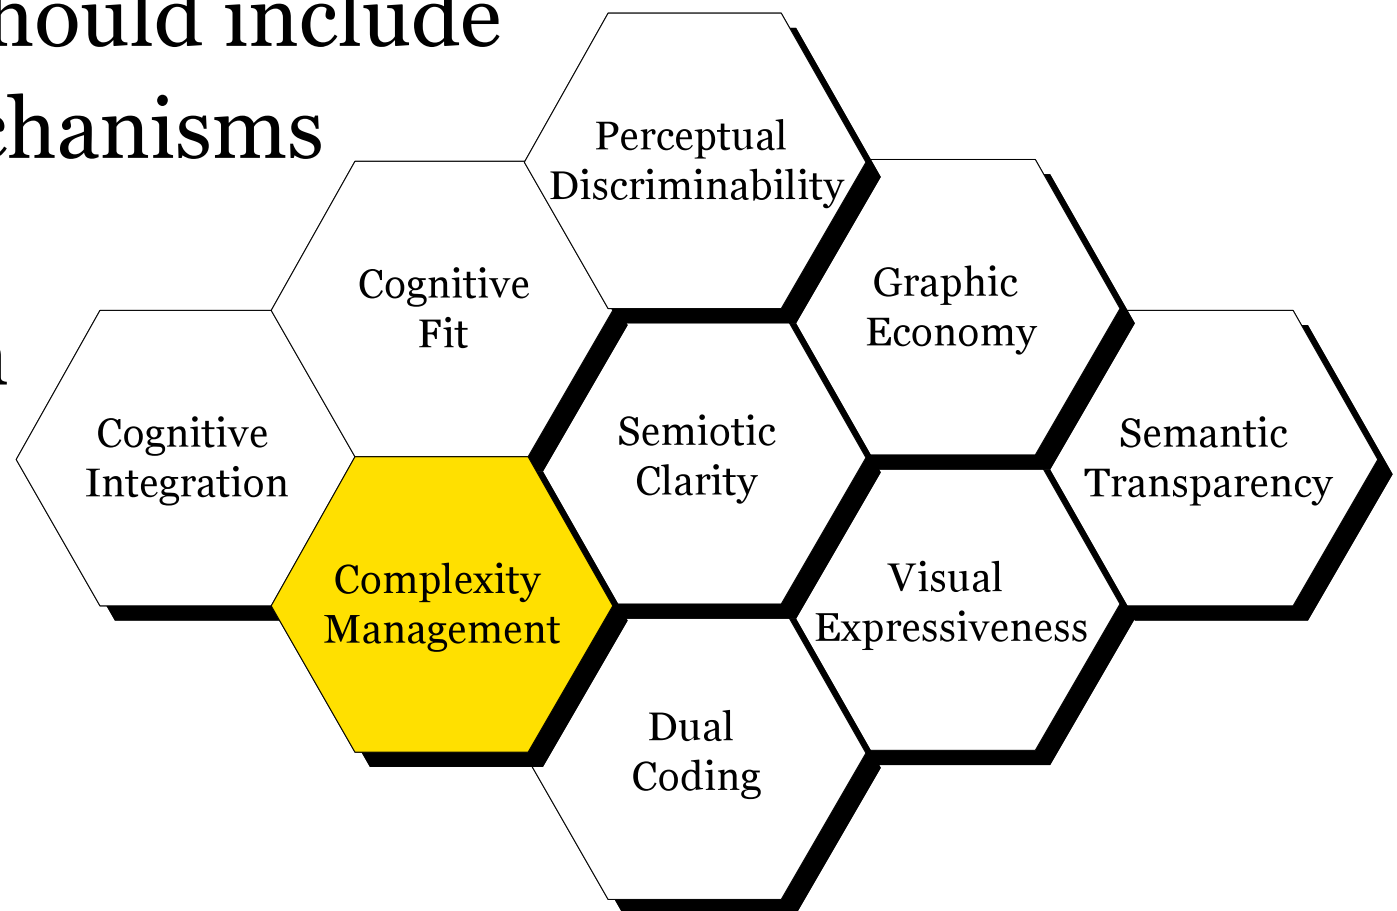 hould include
chanisms
Perceptual
Discriminability
Cognitive
Fit
Graphic
Economy
Cognitive
Integration
Semiotic
Clarity
Semantic
Transparency
Complexity
Management
Visual
Expressiveness
Dual
Coding